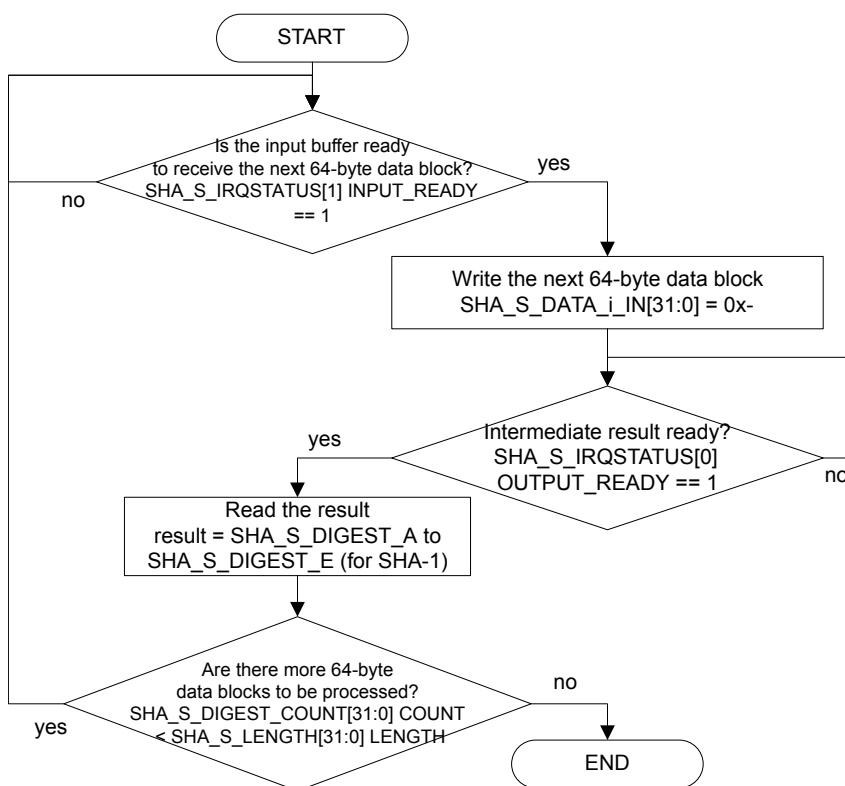 START
Is the input buffer ready
to receive the next 64-byte data block?
SHA_S_IRQSTATUS[1] INPUT_READY
== 1
yes
no
Write the next 64-byte data block
SHA_S_DATA_i_IN[31:0] = 0x-
Intermediate result ready?
SHA_S_IRQSTATUS[0]
OUTPUT_READY == 1
yes
no
Read the result
result = SHA_S_DIGEST_A to
SHA_S_DIGEST_E (for SHA-1)
Are there more 64-byte
data blocks to be processed?
SHA_S_DIGEST_COUNT[31:0] COUNT
< SHA_S_LENGTH[31:0] LENGTH
no
yes
END